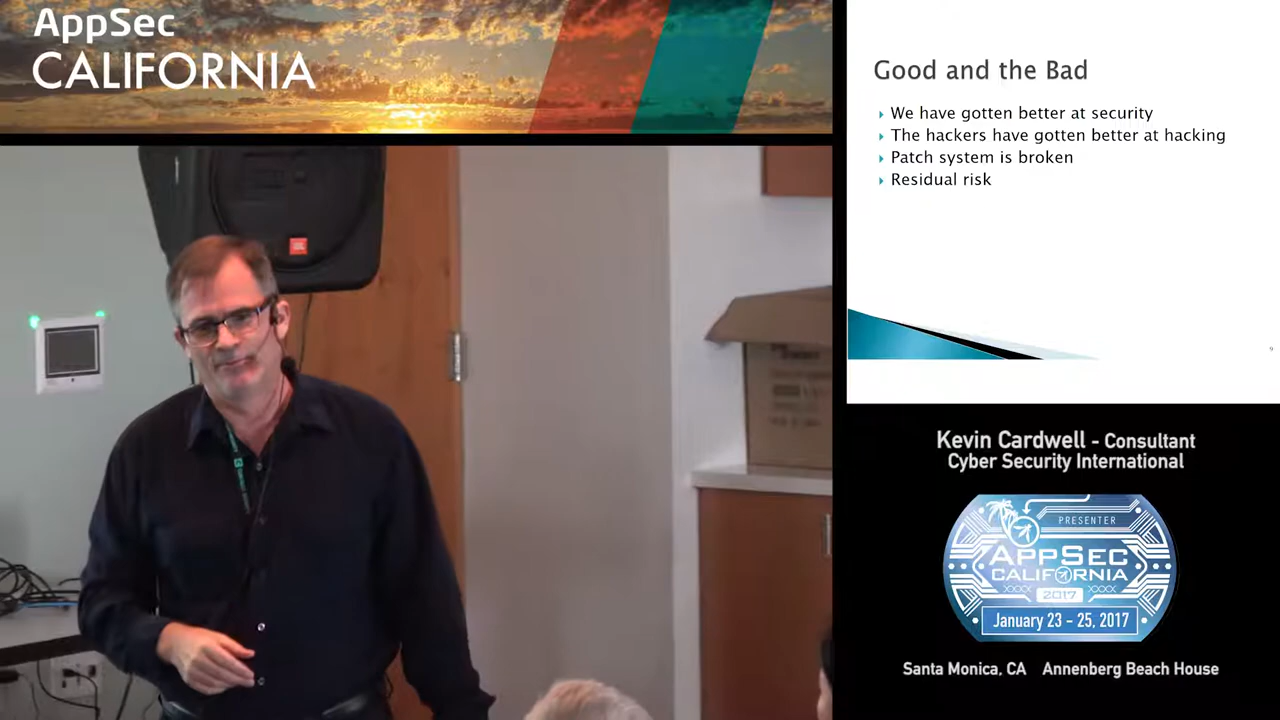 AppSec
CALIFORNIA
Good and the Bad
We have gotten better at security
The hackers have gotten better at hacking
Patch system is broken
Residual risk
9
JBL
Kevin Cardwell - Consultant
Cyber Security International
PRESENTER
APPSEC
CALIFORNIA
2017
January 23 - 25, 2017
Santa Monica, CA Annenberg Beach House